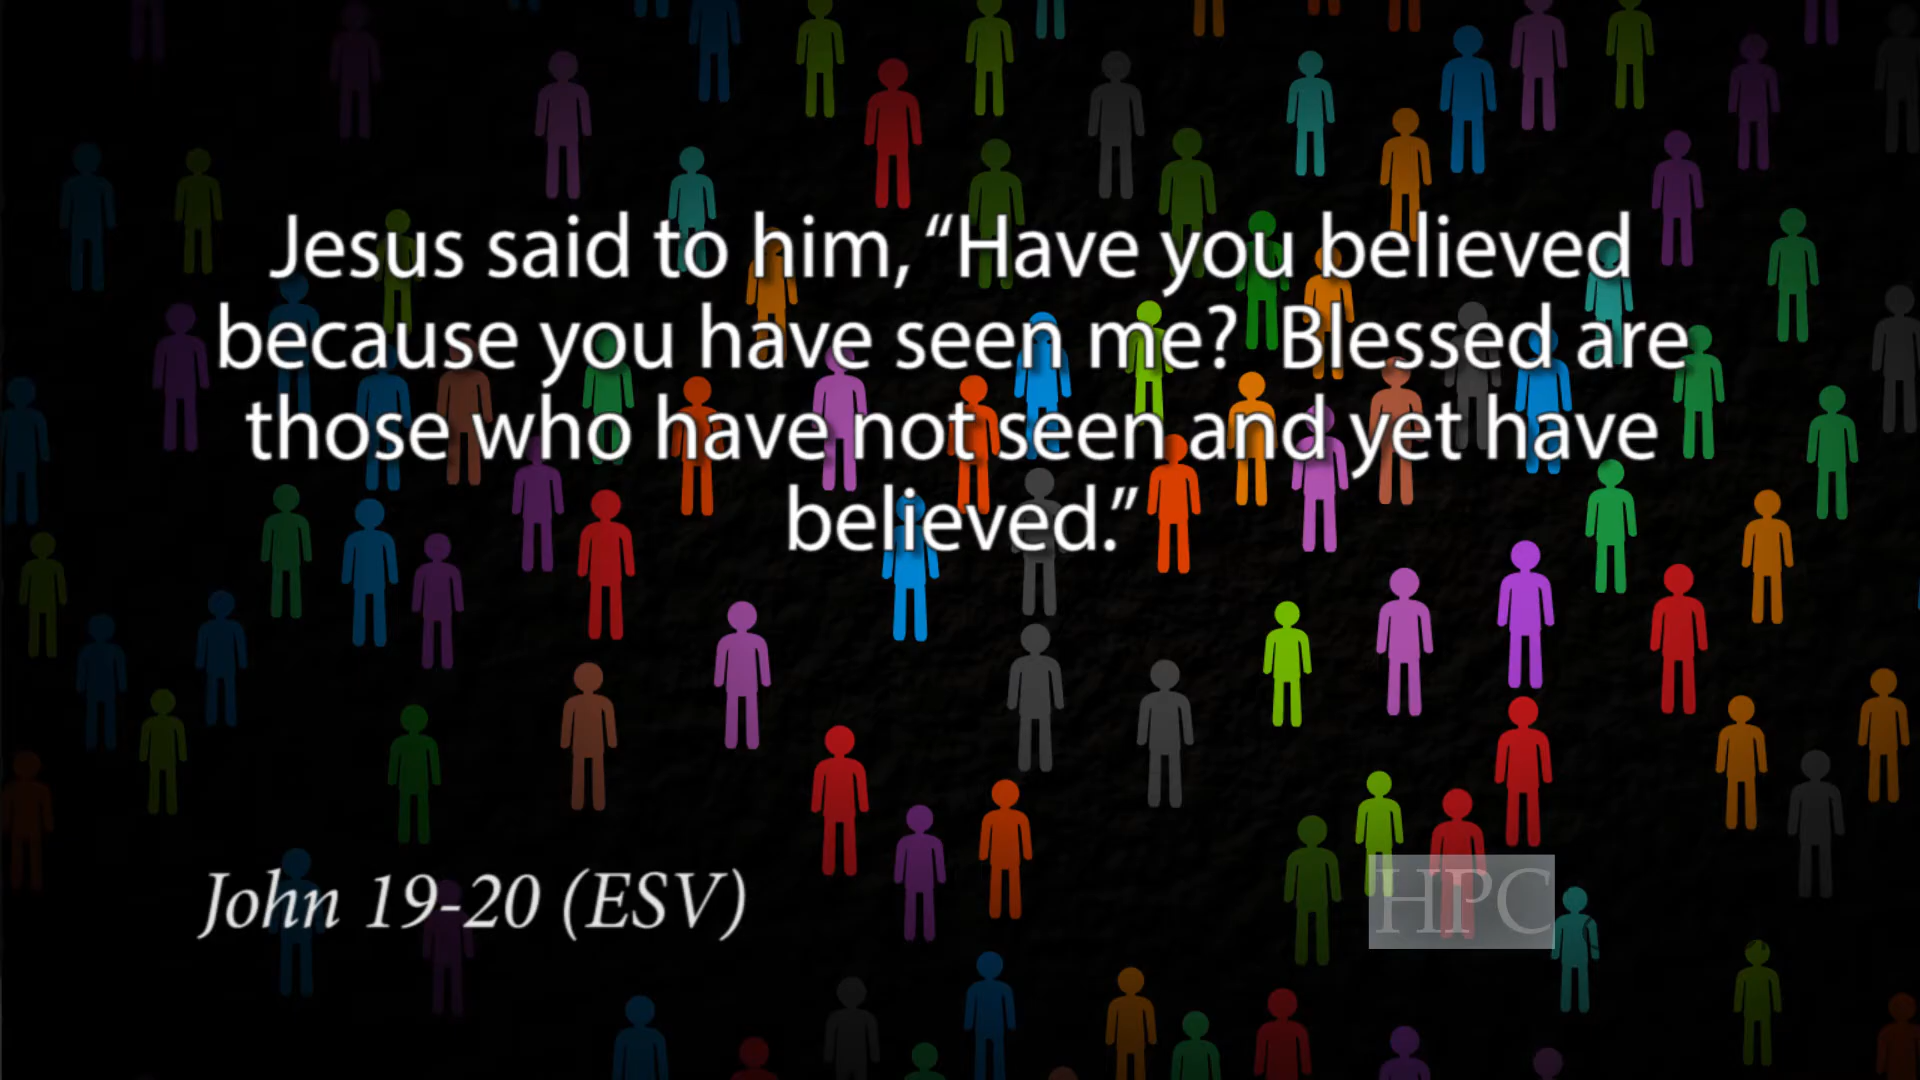 Jesus said to him, “Have you believed
because you have seen me?  Blessed are
those who have not seen and yet have
believed.”
John 19-20 (ESV)
HPC